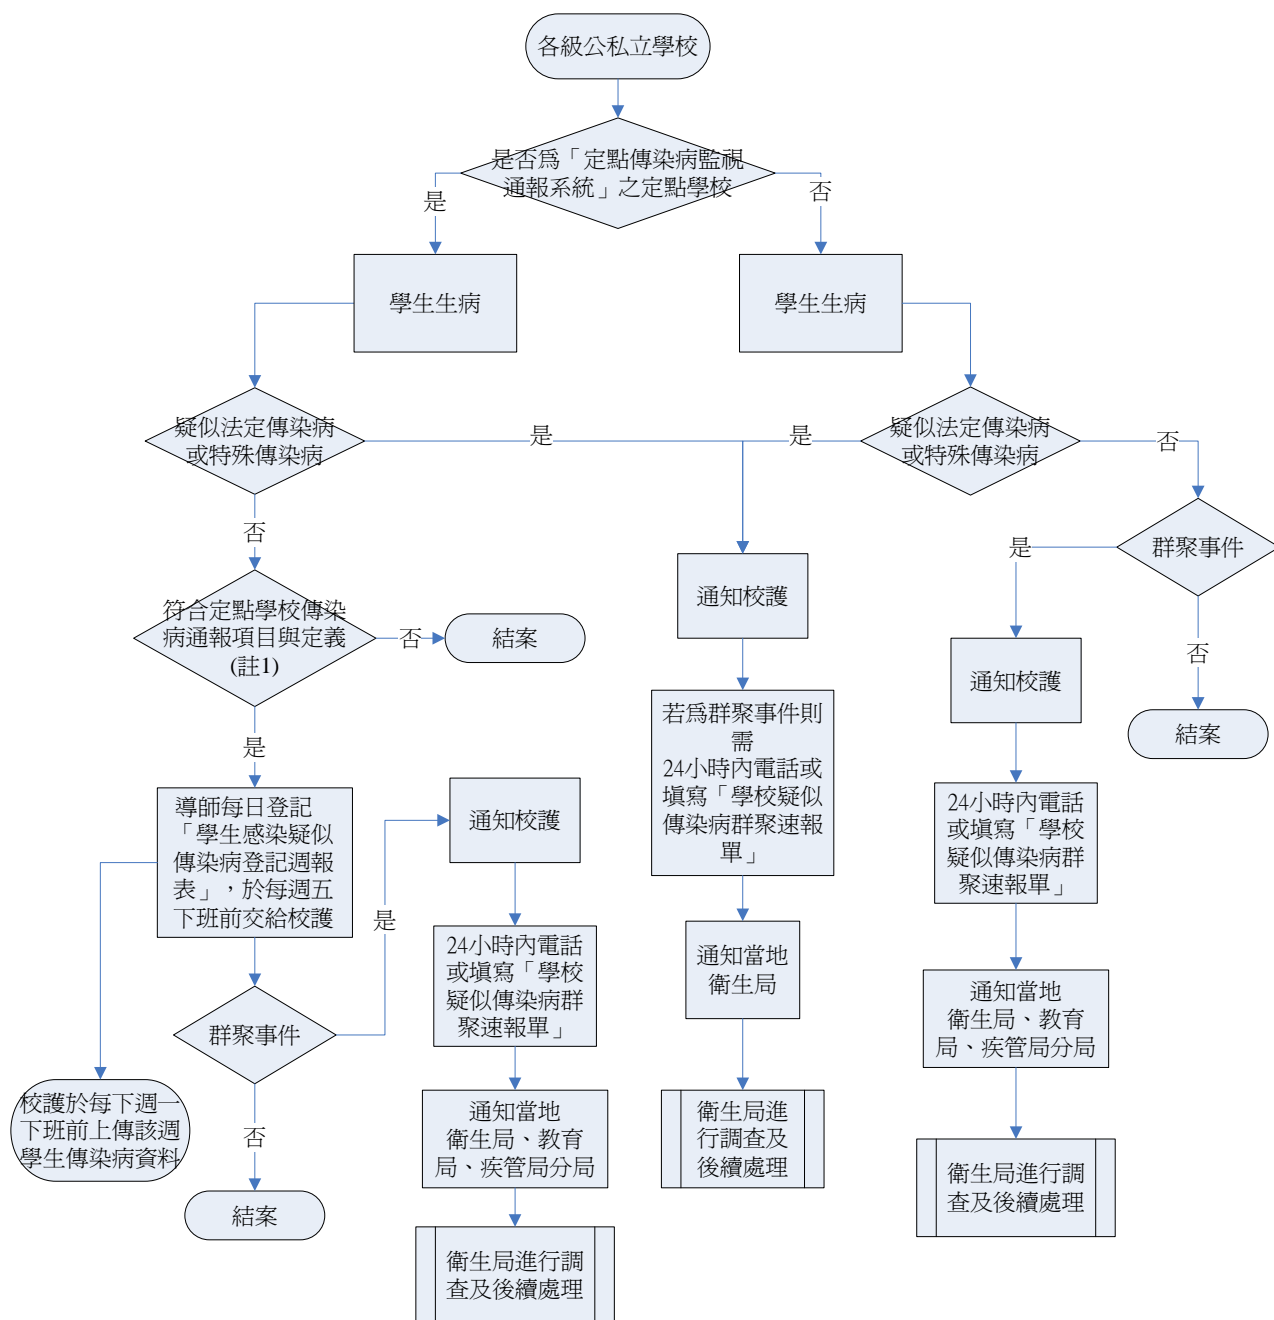 各級公私立學校
是否為「定點傳染病監視
通報系統」之定點學校
是
否
學生生病
學生生病
疑似法定傳染病
或特殊傳染病
是
是
疑似法定傳染病
或特殊傳染病
否
否
群聚事件
是
通知校護
符合定點學校傳染
病通報項目與定義
(註1)
否
結案
否
通知校護
結案
是
若為群聚事件則
需
24小時內電話或
填寫「學校疑似
傳染病群聚速報
單」
24小時內電話
或填寫「學校
疑似傳染病群
聚速報單」
導師每日登記
「學生感染疑似
傳染病登記週報
表」，於每週五
下班前交給校護
通知校護
是
24小時內電話
或填寫「學校
疑似傳染病群
聚速報單」
通知當地
衛生局
通知當地
衛生局、教育
局、疾管局分局
群聚事件
校護於每下週一
下班前上傳該週
學生傳染病資料
否
通知當地
衛生局、教育
局、疾管局分局
衛生局進
行調查及
後續處理
衛生局進行調
查及後續處理
結案
衛生局進行調
查及後續處理